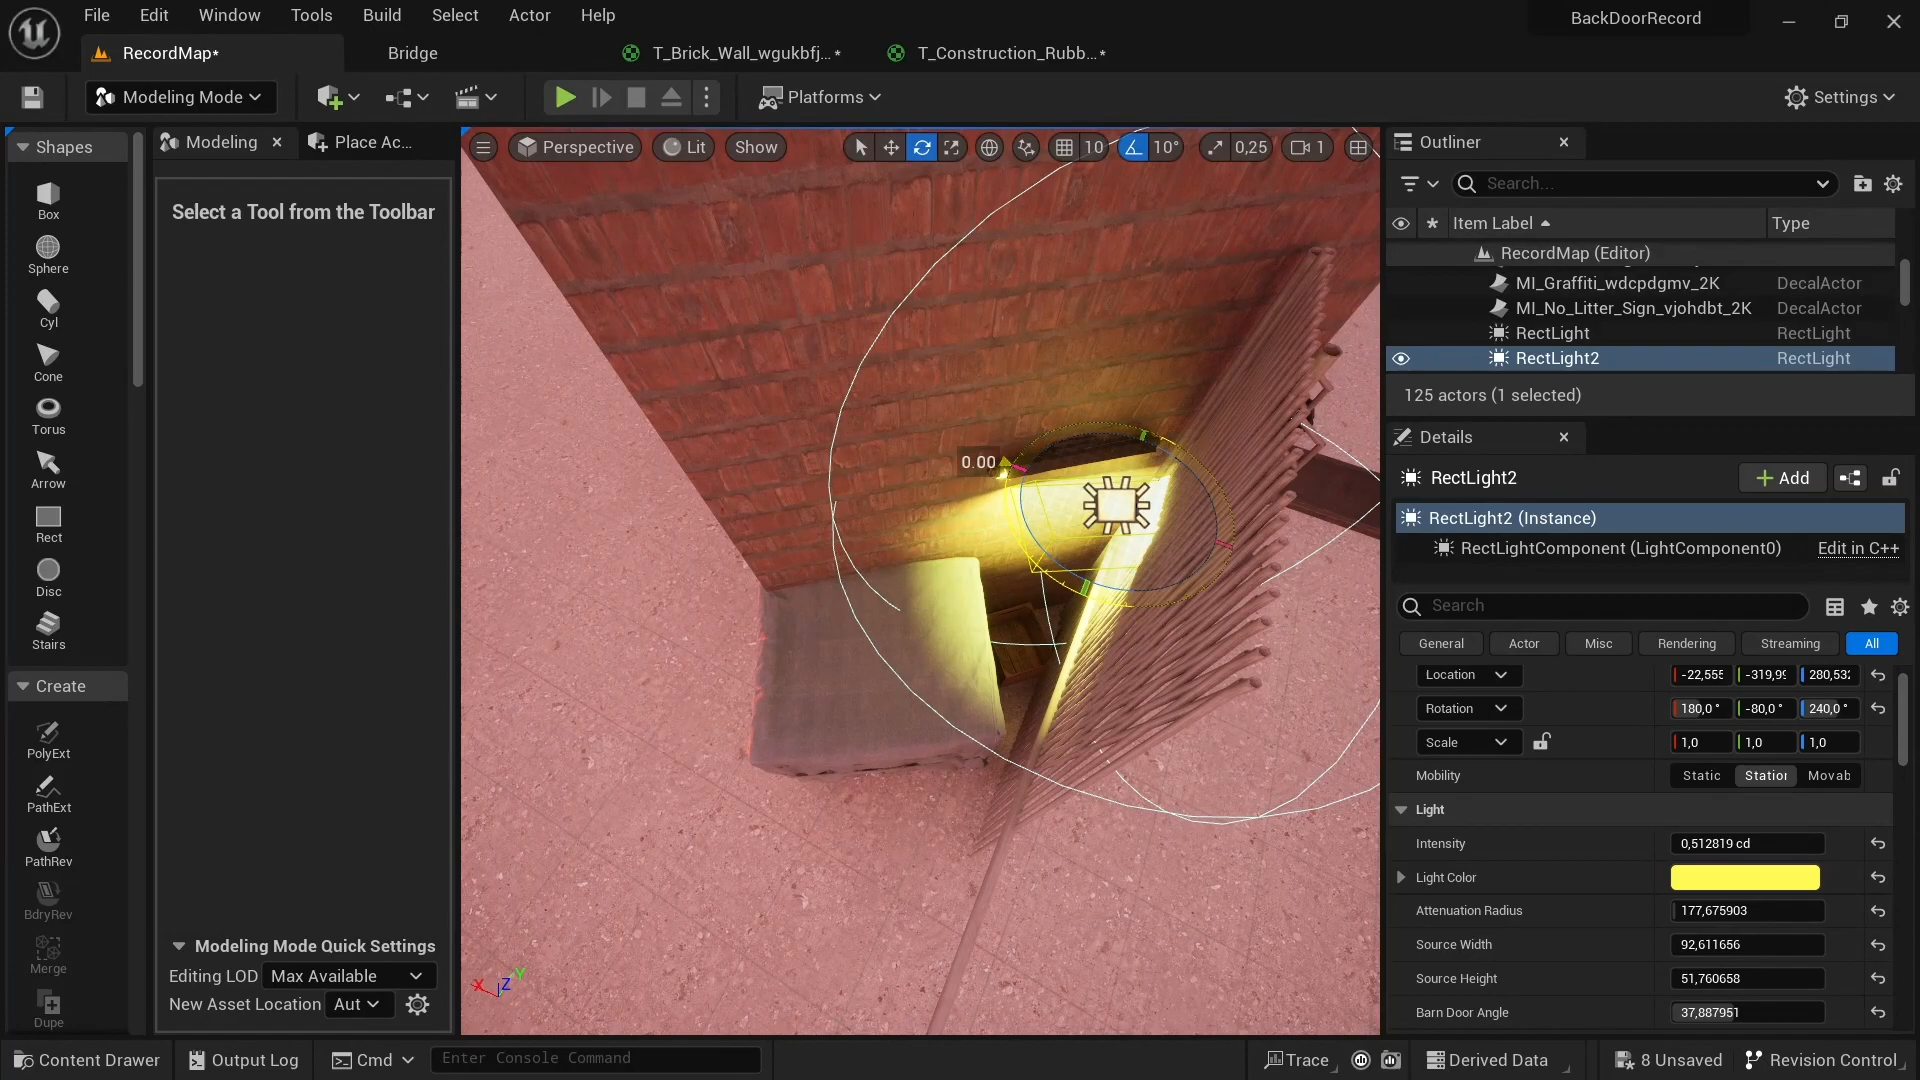 File Edit Window Tools Build Select Actor Help
BackDoorRecord
RecordMap*
Bridge
T_Brick_Wall_wgukbfj...*
T_Construction_Rubb...*
Modeling Mode
Platforms
Settings
Shapes
Box
Sphere
Cyl
Cone
Torus
Arrow
Rect
Disc
Stairs
Create
PolyExt
PathExt
PathRev
BdryRev
Merge
Dupe
Modeling
Place Ac...
Select a Tool from the Toolbar
Modeling Mode Quick Settings
Editing LOD Max Available
New Asset Location Aut
Perspective
Lit
Show
10
10°
0,25
1
0.00
X Z Y
Outliner
Search...
Item Label
Type
RecordMap (Editor)
MI_Graffiti_wdcpdgmv_2K DecalActor
MI_No_Litter_Sign_vjohdbt_2K DecalActor
RectLight RectLight
RectLight2 RectLight
125 actors (1 selected)
Details
RectLight2
Add
RectLight2 (Instance)
RectLightComponent (LightComponent0) Edit in C++
Search
General Actor Misc Rendering Streaming All
Location -22,555 -319,99 280,532
Rotation 180,0 ° -80,0 ° 240,0 °
Scale 1,0 1,0 1,0
Mobility Static Station Movab
Light
Intensity 0,512819 cd
Light Color
Attenuation Radius 177,675903
Source Width 92,611656
Source Height 51,760658
Barn Door Angle 37,887951
Content Drawer
Output Log
Cmd
Enter Console Command
Trace
Derived Data
8 Unsaved
Revision Control